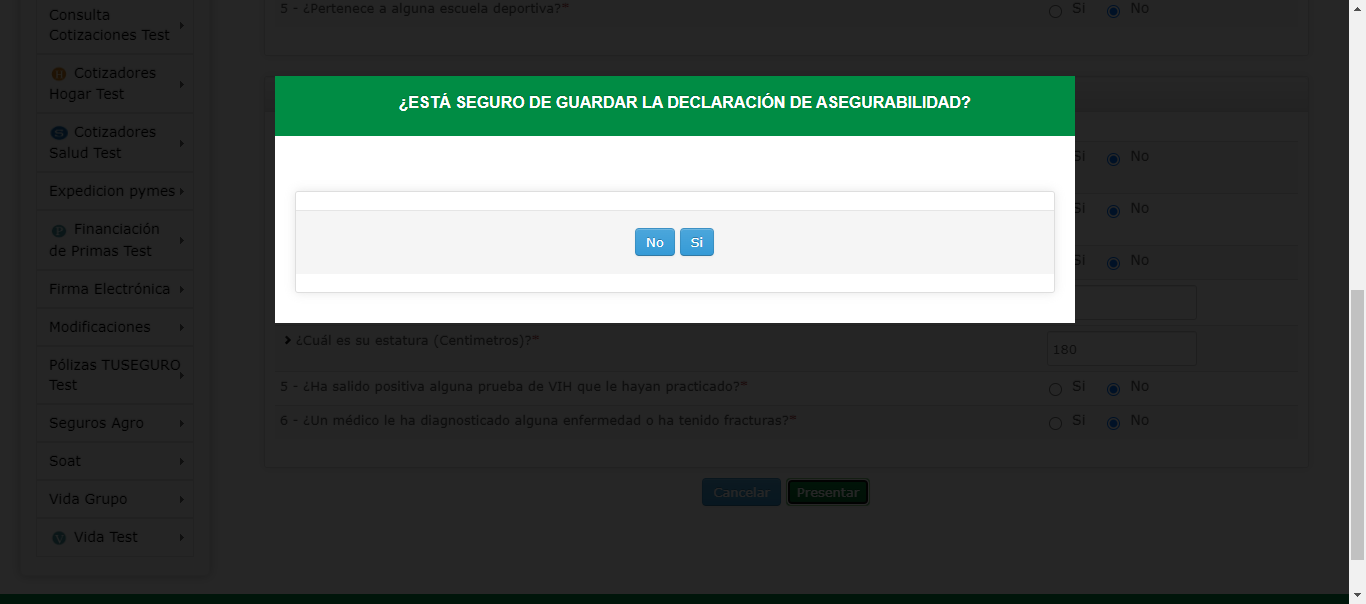 Consulta
Cotizaciones Test
Cotizadores
Hogar Test
Cotizadores
Salud Test
Expedicion pymes
Financiación
de Primas Test
Firma Electrónica
Modificaciones
Pólizas TUSEGURO
Test
Seguros Agro
Soat
Vida Grupo
Vida Test
5 - ¿Pertenece a alguna escuela deportiva?* Si No
¿ESTÁ SEGURO DE GUARDAR LA DECLARACIÓN DE ASEGURABILIDAD?
Si No
Si No
No Si
Si No
¿Cuál es su estatura (Centimetros)?* 180
5 - ¿Ha salido positiva alguna prueba de VIH que le hayan practicado?* Si No
6 - ¿Un médico le ha diagnosticado alguna enfermedad o ha tenido fracturas?* Si No
Cancelar Presentar